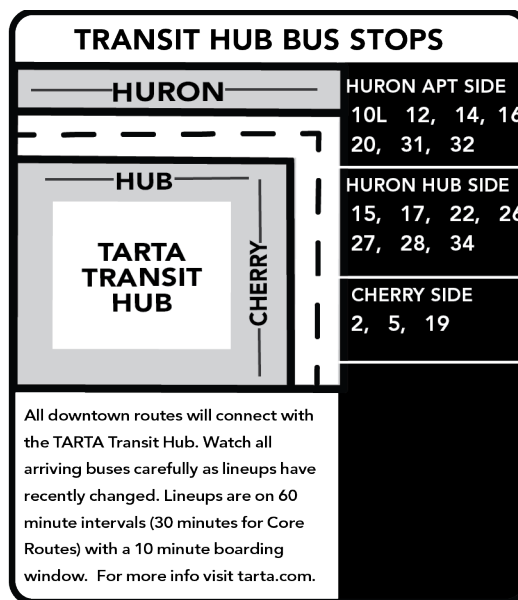 TRANSIT HUB BUS STOPS
HURON
HUB
TARTA
TRANSIT
HUB
CHERRY
HURON APT SIDE
10L 12, 14, 16
20, 31, 32
HURON HUB SIDE
15, 17, 22, 26
27, 28, 34
CHERRY SIDE
2, 5, 19
All downtown routes will connect with
the TARTA Transit Hub. Watch all
arriving buses carefully as lineups have
recently changed. Lineups are on 60
minute intervals (30 minutes for Core
Routes) with a 10 minute boarding
window. For more info visit tarta.com.